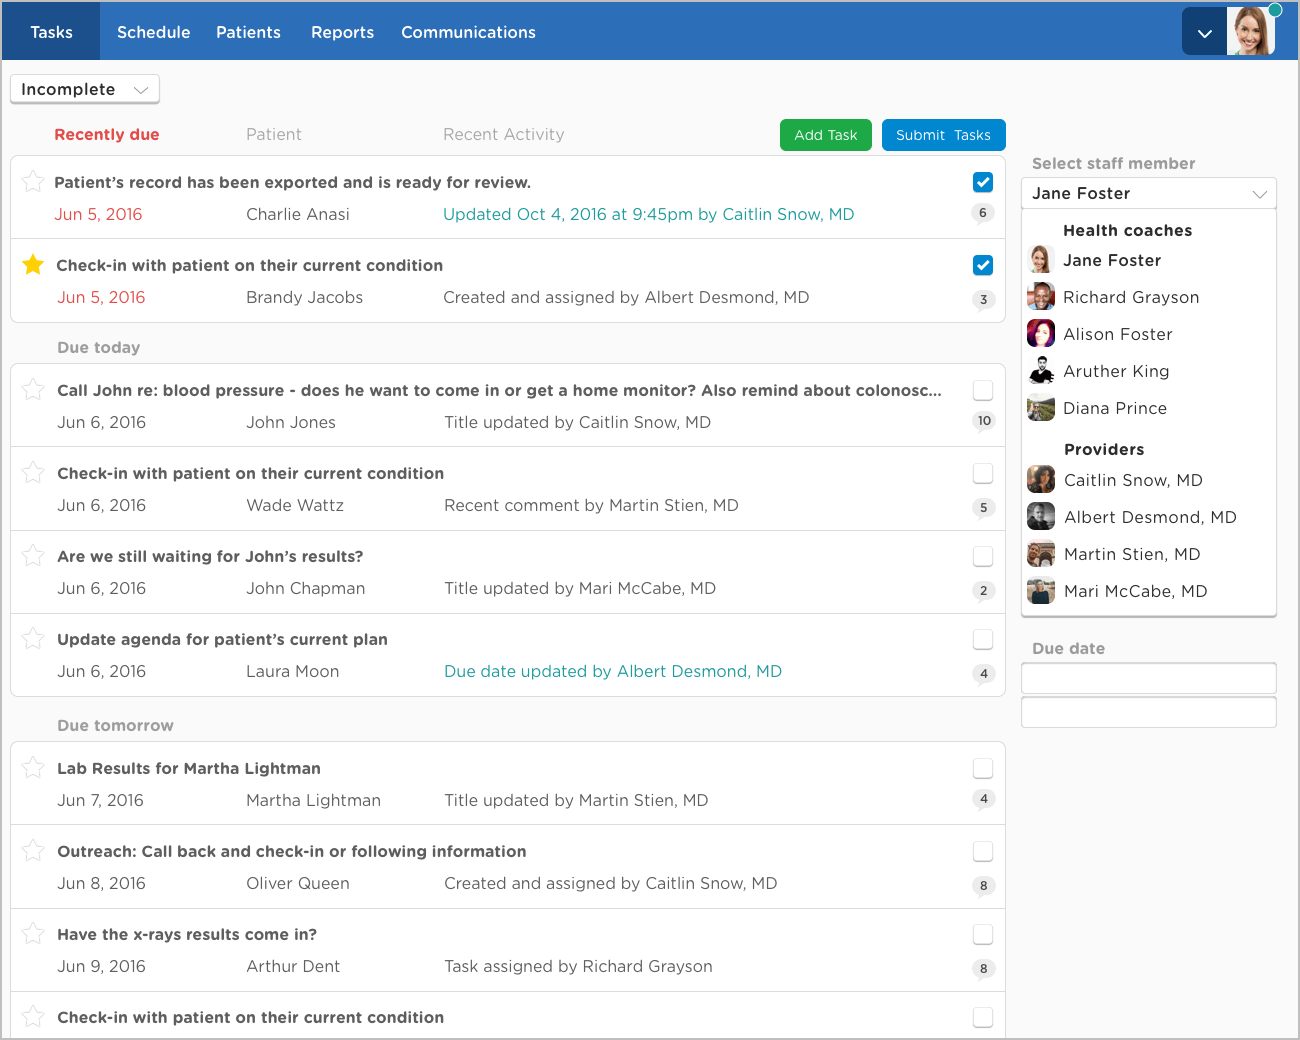 Tasks Schedule Patients Reports Communications
Incomplete
Recently due Patient Recent Activity Add Task Submit Tasks
Patient’s record has been exported and is ready for review.
Jun 5, 2016 Charlie Anasi Updated Oct 4, 2016 at 9:45pm by Caitlin Snow, MD 6
Check-in with patient on their current condition
Jun 5, 2016 Brandy Jacobs Created and assigned by Albert Desmond, MD 3
Due today
Call John re: blood pressure - does he want to come in or get a home monitor? Also remind about colonosc...
Jun 6, 2016 John Jones Title updated by Caitlin Snow, MD 10
Check-in with patient on their current condition
Jun 6, 2016 Wade Wattz Recent comment by Martin Stien, MD 5
Are we still waiting for John’s results?
Jun 6, 2016 John Chapman Title updated by Mari McCabe, MD 2
Update agenda for patient’s current plan
Jun 6, 2016 Laura Moon Due date updated by Albert Desmond, MD 4
Due tomorrow
Lab Results for Martha Lightman
Jun 7, 2016 Martha Lightman Title updated by Martin Stien, MD 4
Outreach: Call back and check-in or following information
Jun 8, 2016 Oliver Queen Created and assigned by Caitlin Snow, MD 8
Have the x-rays results come in?
Jun 9, 2016 Arthur Dent Task assigned by Richard Grayson 8
Check-in with patient on their current condition
Select staff member
Jane Foster
Health coaches
Jane Foster
Richard Grayson
Alison Foster
Aruther King
Diana Prince
Providers
Caitlin Snow, MD
Albert Desmond, MD
Martin Stien, MD
Mari McCabe, MD
Due date